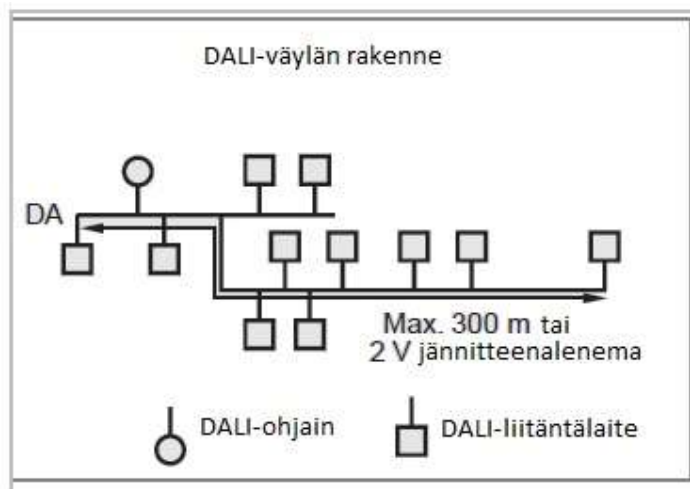 DALI-väylän rakenne
DA
Max. 300 m tai
2 V jännitteenalenema
DALI-ohjain
DALI-liitäntälaite